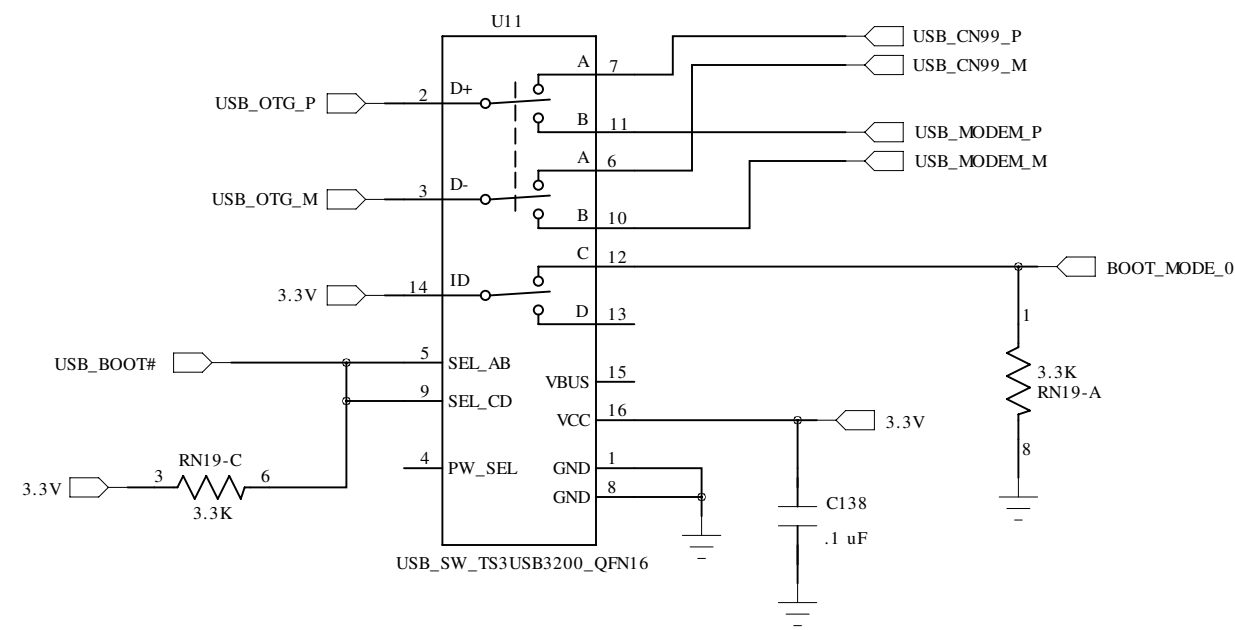 U11
USB_CN99_P
USB_CN99_M
A
7
USB_OTG_P
2
D+
B
11
USB_MODEM_P
A
6
USB_MODEM_M
USB_OTG_M
3
D-
B
10
C
12
BOOT_MODE_0
3.3V
14
ID
D
13
1
USB_BOOT#
5
SEL_AB
VBUS
15
3.3K
RN19-A
9
SEL_CD
VCC
16
3.3V
RN19-C
4
PW_SEL
GND
1
8
3.3V
3
6
GND
8
3.3K
C138
.1 uF
USB_SW_TS3USB3200_QFN16